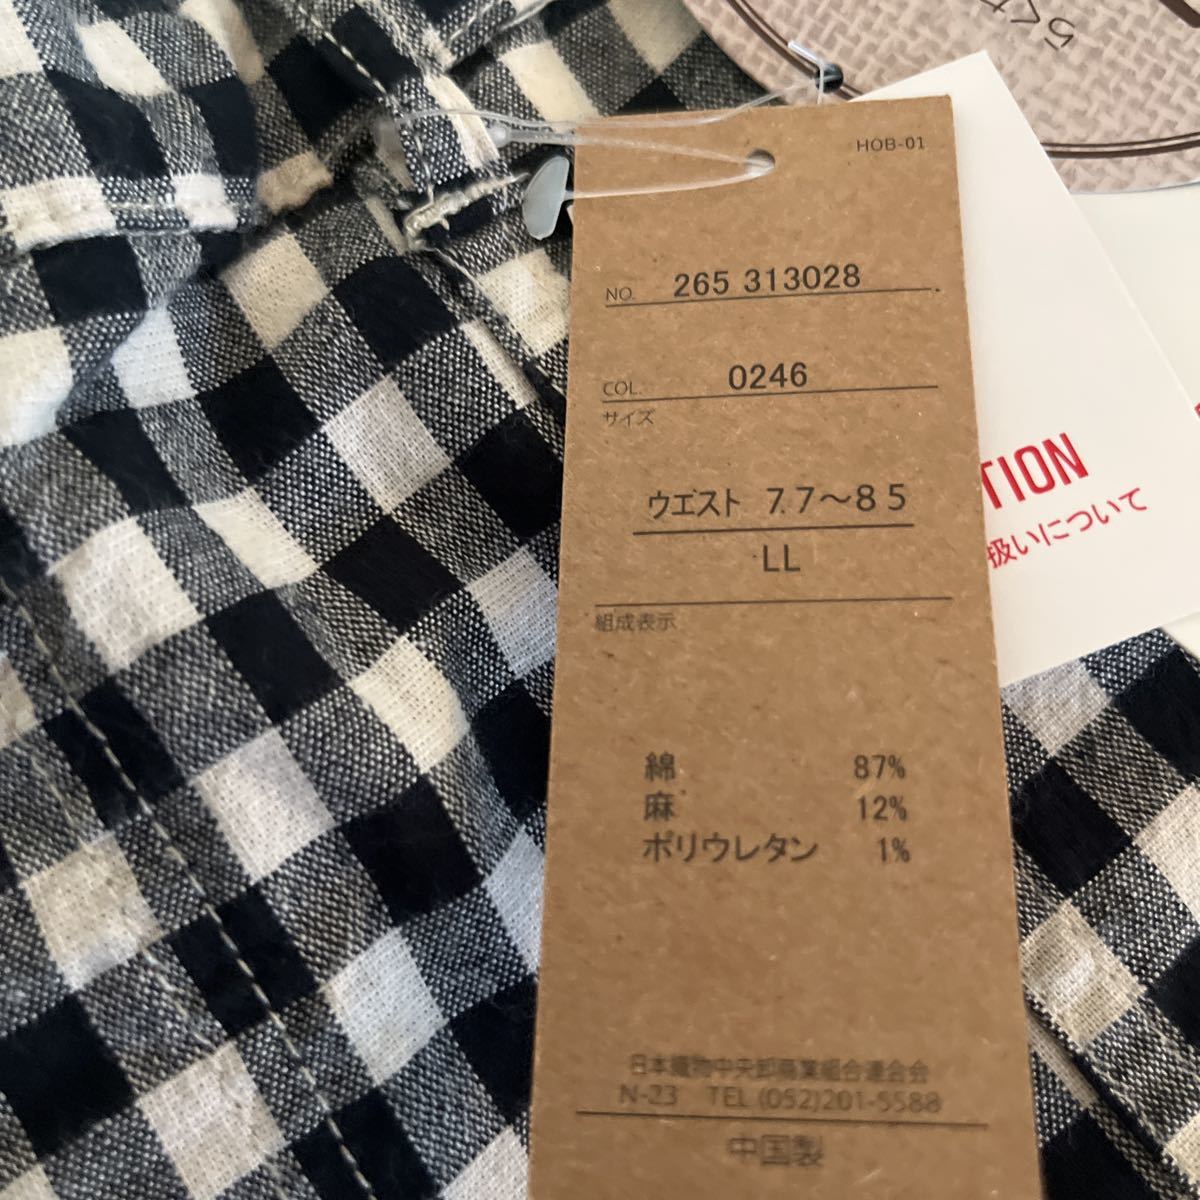 HOB-01
NO. 265 313028
COL. 0246
サイズ
ウエスト 77〜85
LL
組成表示
綿 87%
麻 12%
ポリウレタン 1%
日本織物中央卸商業組合連合会
N-23 TEL (052)201-5588
中国製
TION
扱いについて
らく